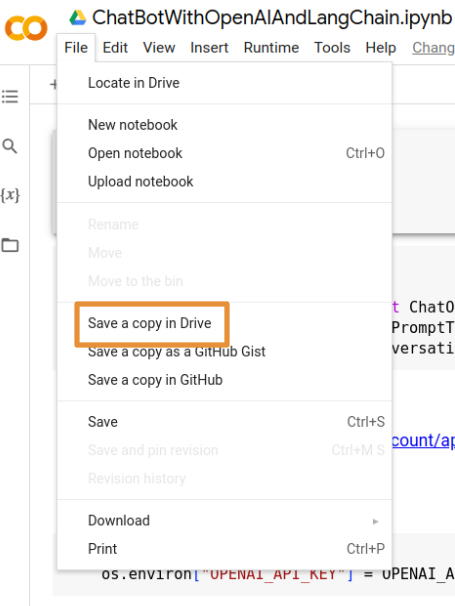 ChatBotWithOpenAIAndLangChain.ipynb
File Edit View Insert Runtime Tools Help Chang
Locate in Drive
New notebook
Open notebook Ctrl+O
Upload notebook
{x}
Rename
Move
Move to the bin
t ChatO
Save a copy in Drive
PromptT
versati
Save a copy as a GitHub Gist
Save a copy in GitHub
Save Ctrl+S
count/ap
Save and pin revision Ctrl+M S
Revision history
Download
Print Ctrl+P
os.environ["OPENAI_API_KEY"] = OPENAI_A